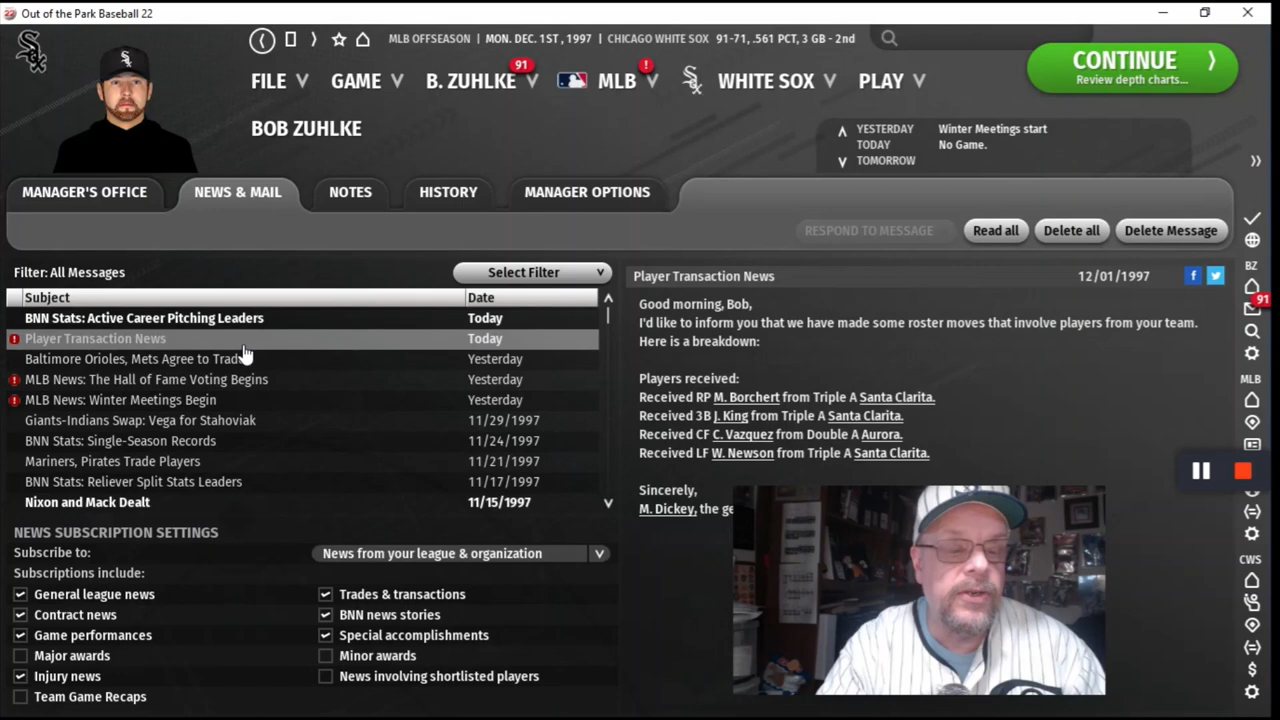 Out of the Park Baseball 22
MLB OFFSEASON | MON. DEC. 1ST, 1997 | CHICAGO WHITE SOX 91-71, .561 PCT, 3 GB - 2nd
CONTINUE
Review depth charts...
FILE GAME B. ZUHLKE 91 MLB ! WHITE SOX PLAY
BOB ZUHLKE
YESTERDAY Winter Meetings start
TODAY No Game.
TOMORROW
MANAGER'S OFFICE NEWS & MAIL NOTES HISTORY MANAGER OPTIONS
RESPOND TO MESSAGE Read all Delete all Delete Message
Filter: All Messages Select Filter
Subject Date
BNN Stats: Active Career Pitching Leaders Today
! Player Transaction News Today
Baltimore Orioles, Mets Agree to Trade Yesterday
! MLB News: The Hall of Fame Voting Begins Yesterday
! MLB News: Winter Meetings Begin Yesterday
Giants-Indians Swap: Vega for Stahoviak 11/29/1997
BNN Stats: Single-Season Records 11/24/1997
Mariners, Pirates Trade Players 11/21/1997
BNN Stats: Reliever Split Stats Leaders 11/17/1997
Nixon and Mack Dealt 11/15/1997
NEWS SUBSCRIPTION SETTINGS
Subscribe to: News from your league & organization
Subscriptions include:
General league news Trades & transactions
Contract news BNN news stories
Game performances Special accomplishments
Major awards Minor awards
Injury news News involving shortlisted players
Team Game Recaps
Player Transaction News 12/01/1997
Good morning, Bob,
I'd like to inform you that we have made some roster moves that involve players from your team.
Here is a breakdown:
Players received:
Received RP M. Borchert from Triple A Santa Clarita.
Received 3B J. King from Triple A Santa Clarita.
Received CF C. Vazquez from Double A Aurora.
Received LF W. Newson from Triple A Santa Clarita.
Sincerely,
M. Dickey, the ge
BZ
91
MLB
CWS